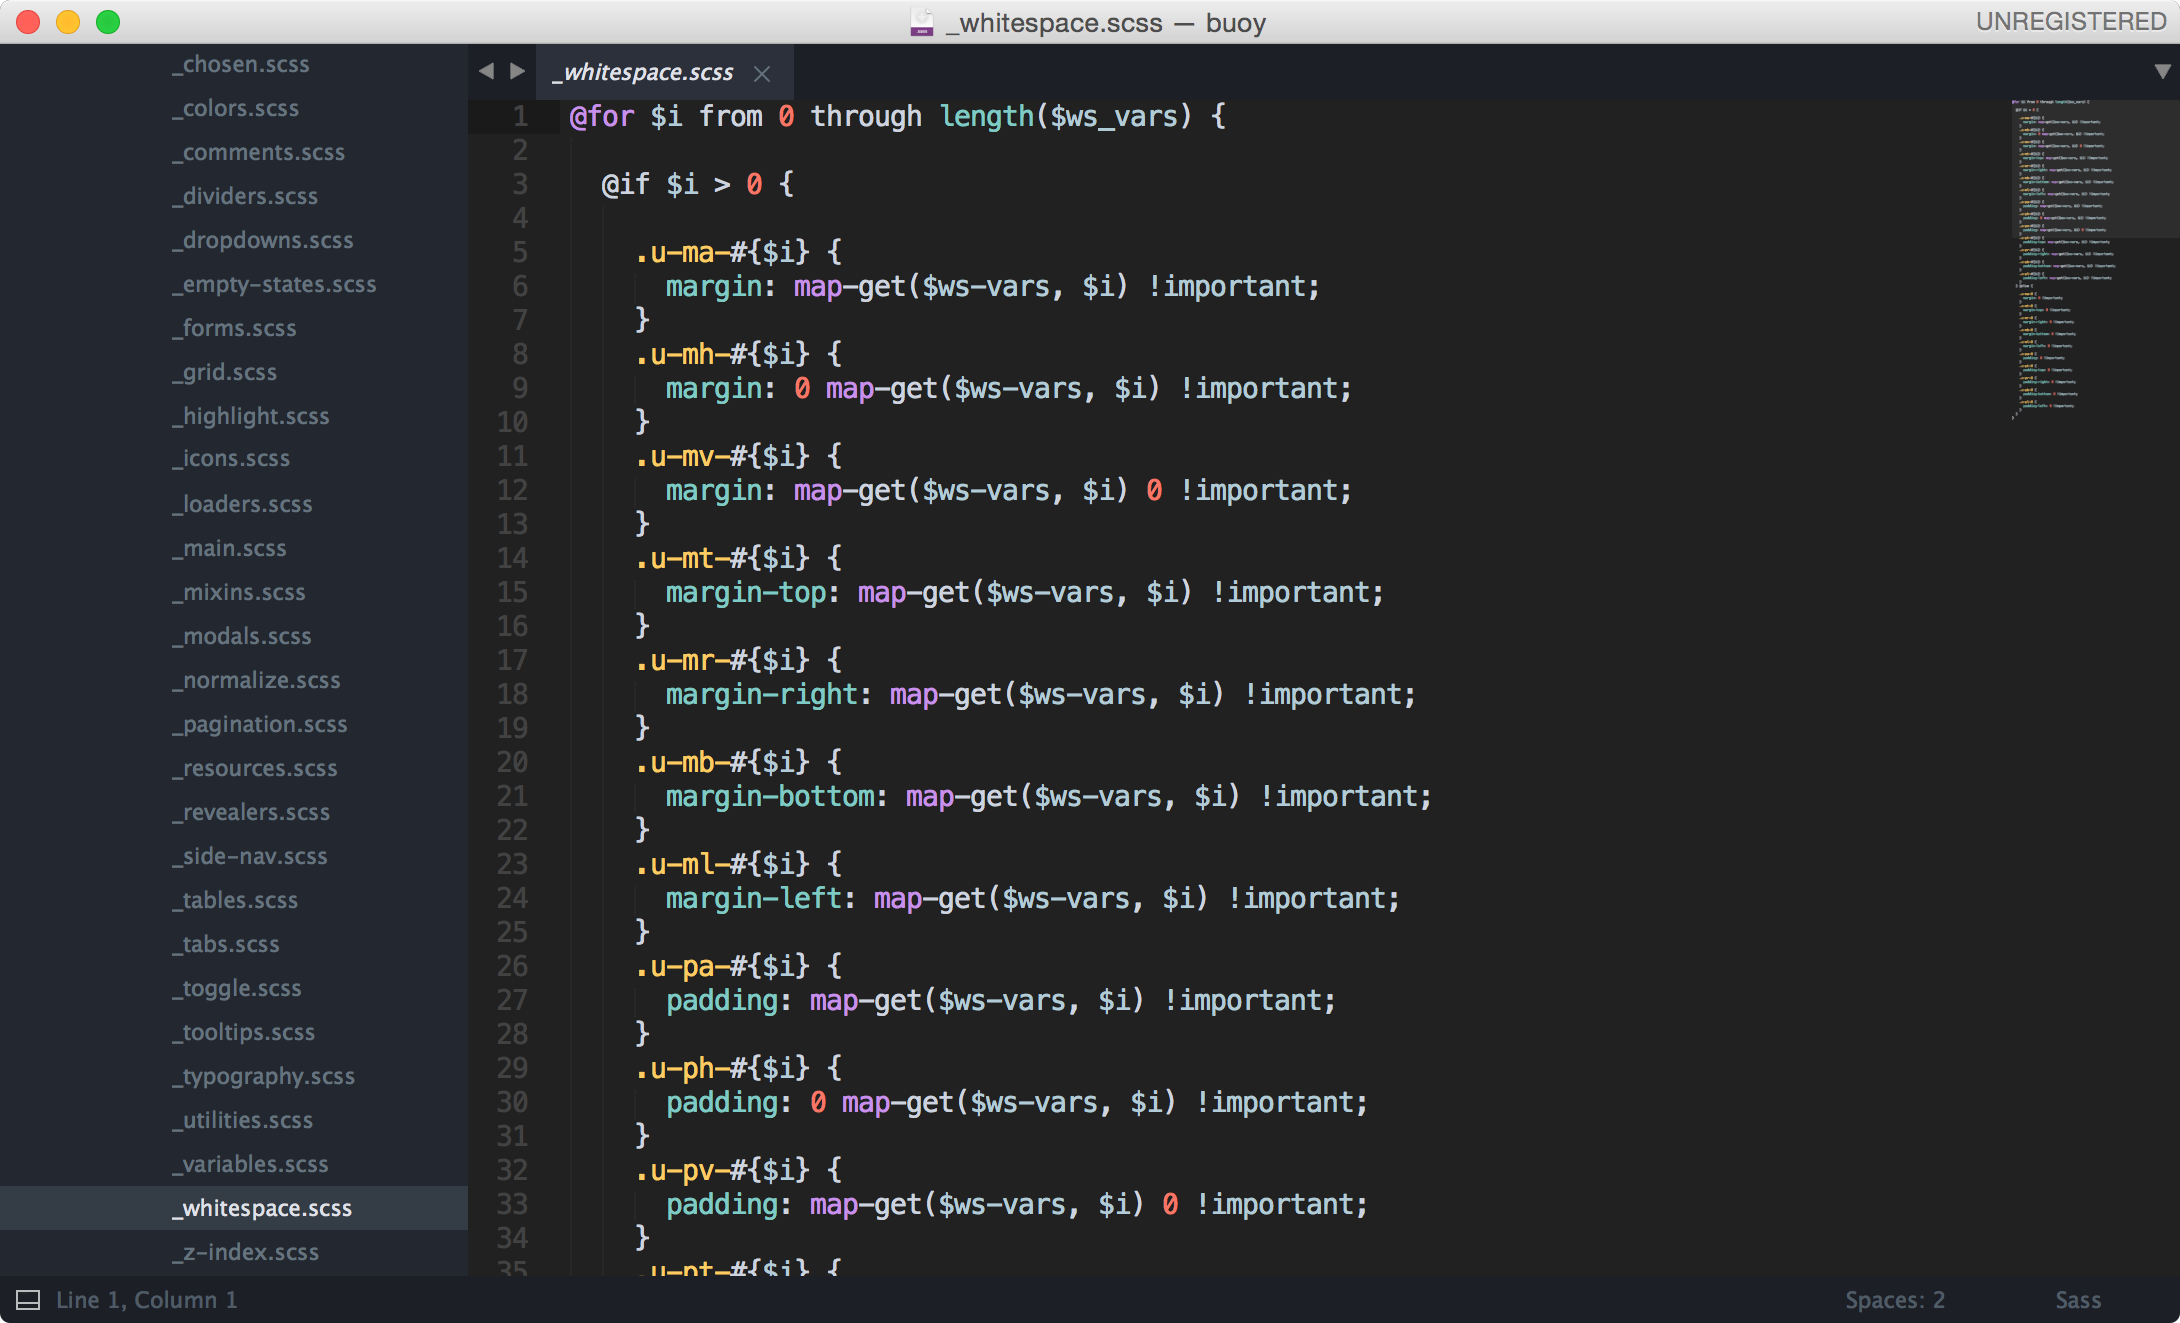 _whitespace.scss — buoy
UNREGISTERED
_chosen.scss
_colors.scss
_comments.scss
_dividers.scss
_dropdowns.scss
_empty-states.scss
_forms.scss
_grid.scss
_highlight.scss
_icons.scss
_loaders.scss
_main.scss
_mixins.scss
_modals.scss
_normalize.scss
_pagination.scss
_resources.scss
_revealers.scss
_side-nav.scss
_tables.scss
_tabs.scss
_toggle.scss
_tooltips.scss
_typography.scss
_utilities.scss
_variables.scss
_whitespace.scss
_z-index.scss
_whitespace.scss
1 @for $i from 0 through length($ws_vars) {
2
3 @if $i > 0 {
4
5 .u-ma-#{$i} {
6 margin: map-get($ws-vars, $i) !important;
7 }
8 .u-mh-#{$i} {
9 margin: 0 map-get($ws-vars, $i) !important;
10 }
11 .u-mv-#{$i} {
12 margin: map-get($ws-vars, $i) 0 !important;
13 }
14 .u-mt-#{$i} {
15 margin-top: map-get($ws-vars, $i) !important;
16 }
17 .u-mr-#{$i} {
18 margin-right: map-get($ws-vars, $i) !important;
19 }
20 .u-mb-#{$i} {
21 margin-bottom: map-get($ws-vars, $i) !important;
22 }
23 .u-ml-#{$i} {
24 margin-left: map-get($ws-vars, $i) !important;
25 }
26 .u-pa-#{$i} {
27 padding: map-get($ws-vars, $i) !important;
28 }
29 .u-ph-#{$i} {
30 padding: 0 map-get($ws-vars, $i) !important;
31 }
32 .u-pv-#{$i} {
33 padding: map-get($ws-vars, $i) 0 !important;
34 }
35 .u-pt-#{$i} {
Line 1, Column 1
Spaces: 2
Sass